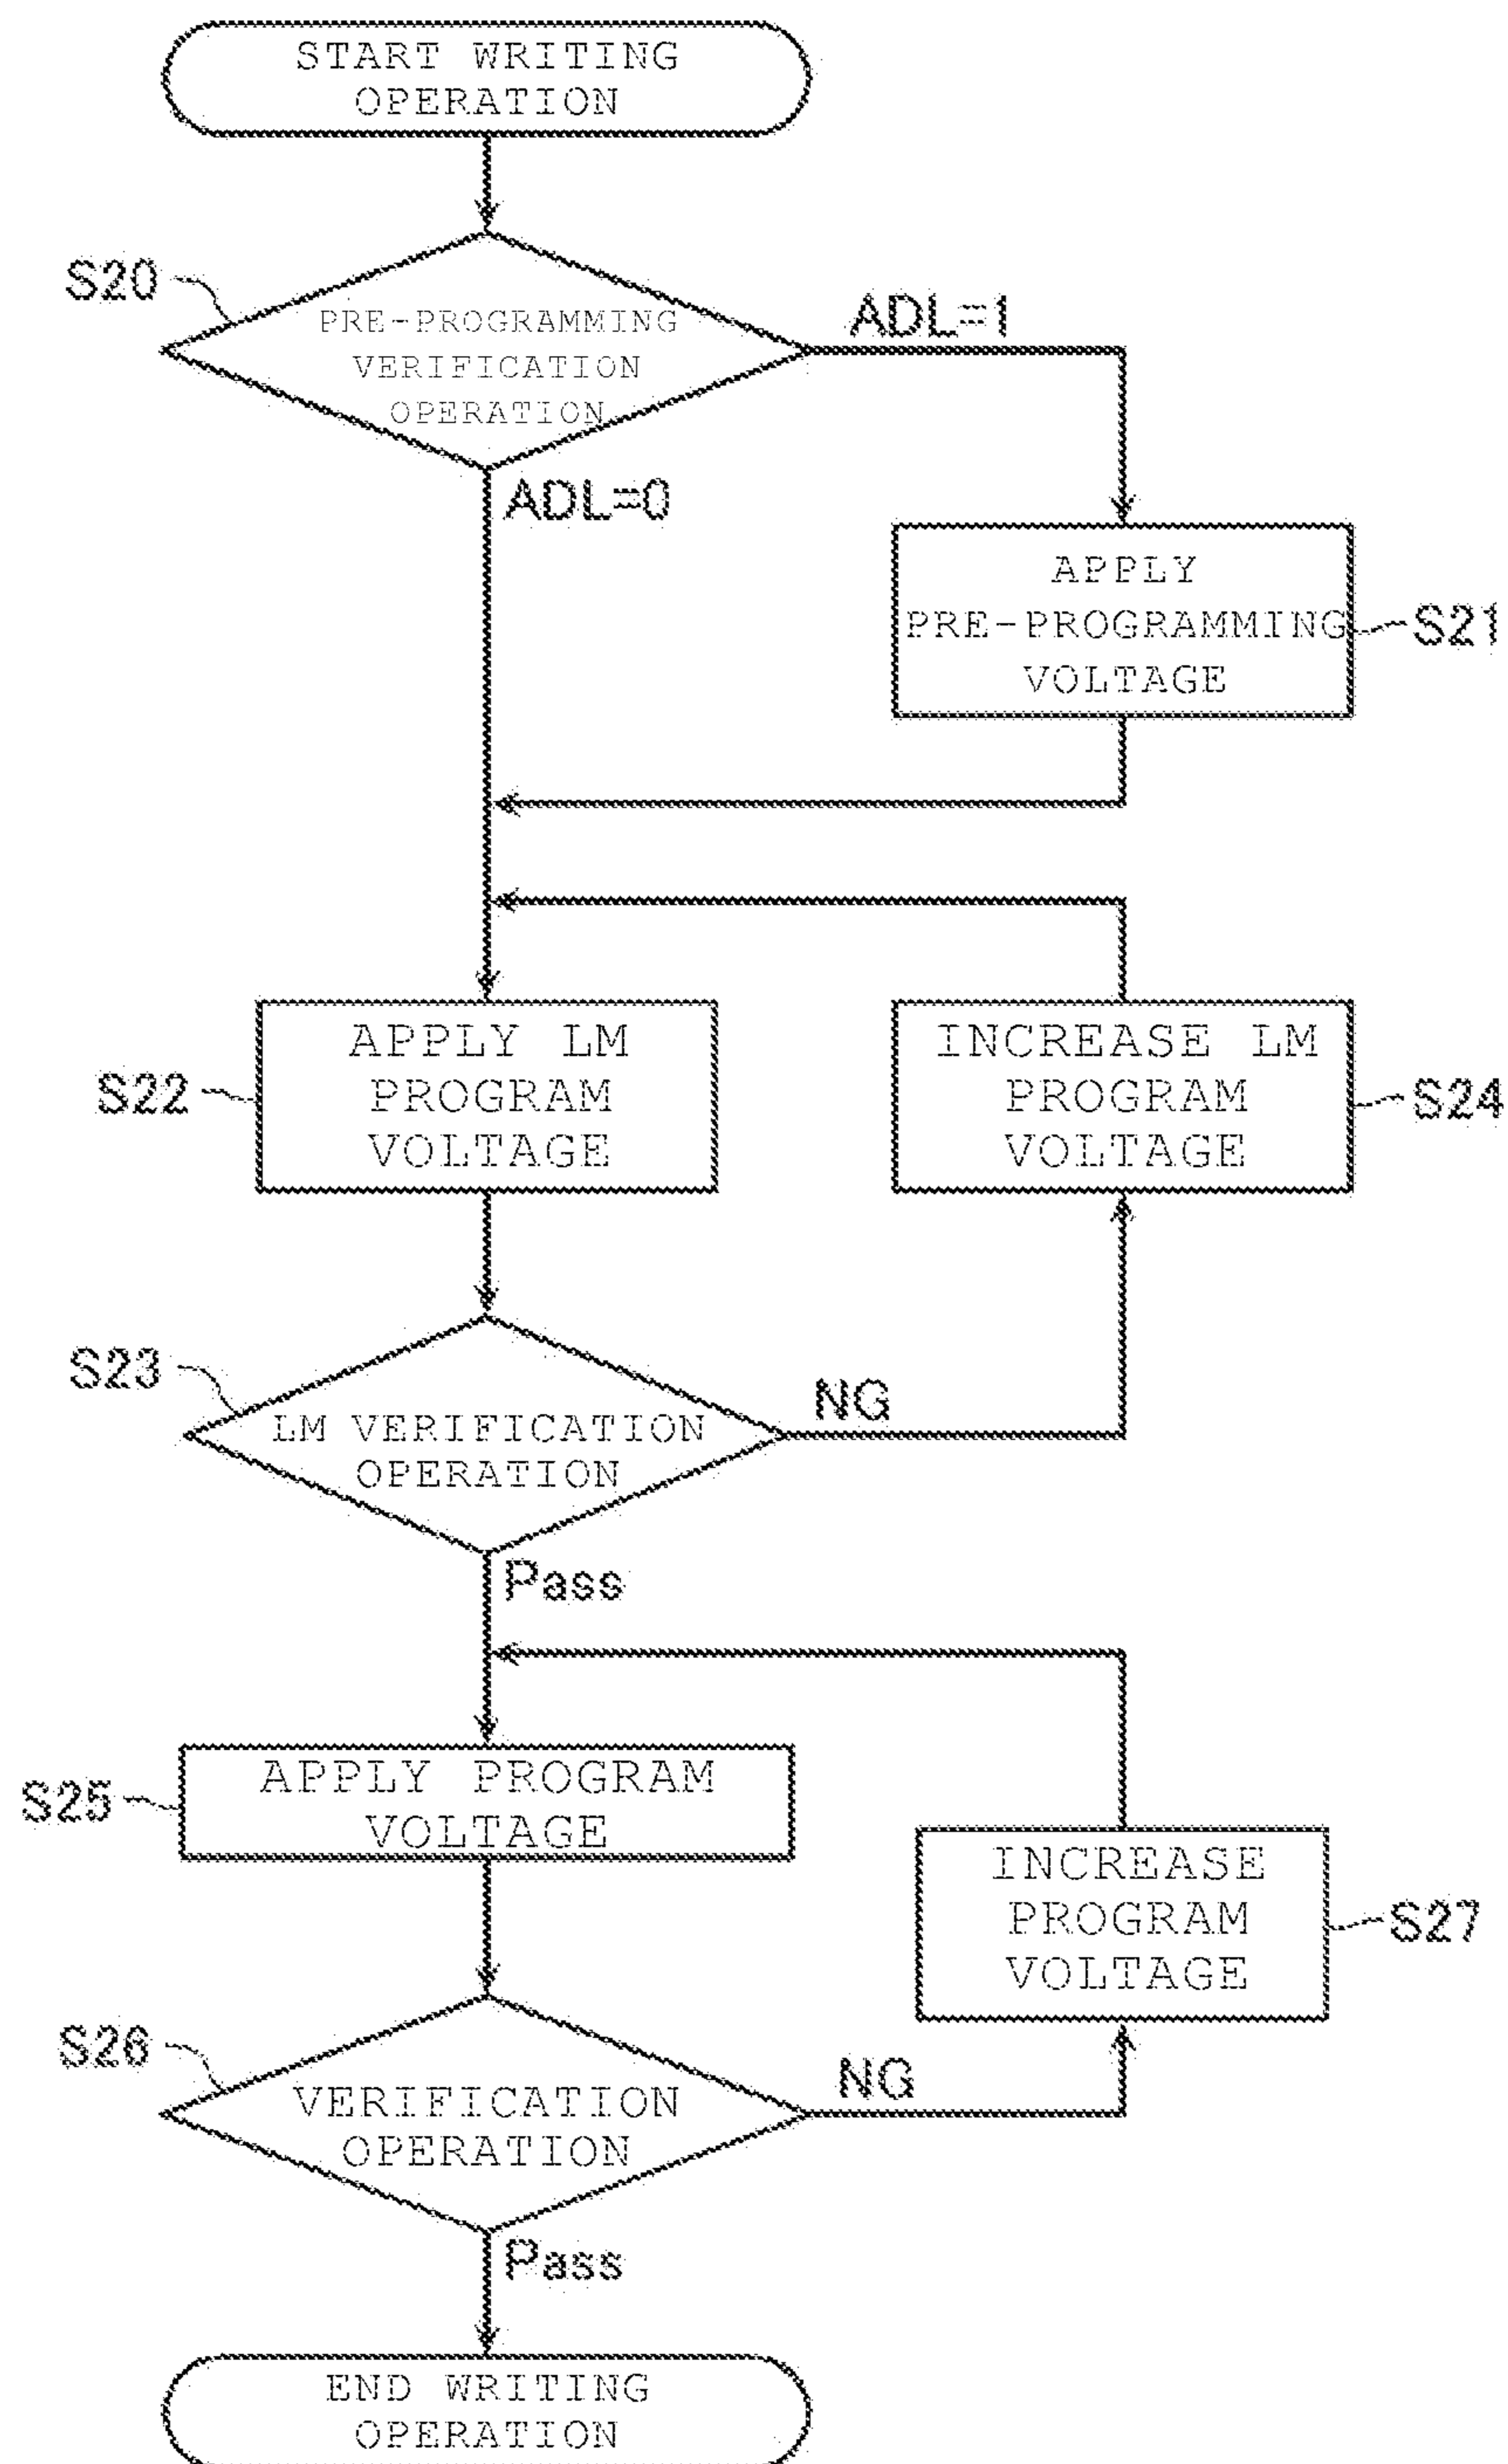 START WRITING
OPERATION
S20
PRE-PROGRAMMING
VERIFICATION
OPERATION
ADL=1
ADL=0
APPLY
PRE-PROGRAMMING
VOLTAGE
S21
APPLY LM
PROGRAM
VOLTAGE
S22
INCREASE LM
PROGRAM
VOLTAGE
S24
S23
LM VERIFICATION
OPERATION
NG
Pass
S25
APPLY PROGRAM
VOLTAGE
INCREASE
PROGRAM
VOLTAGE
S27
S26
VERIFICATION
OPERATION
NG
Pass
END WRITING
OPERATION